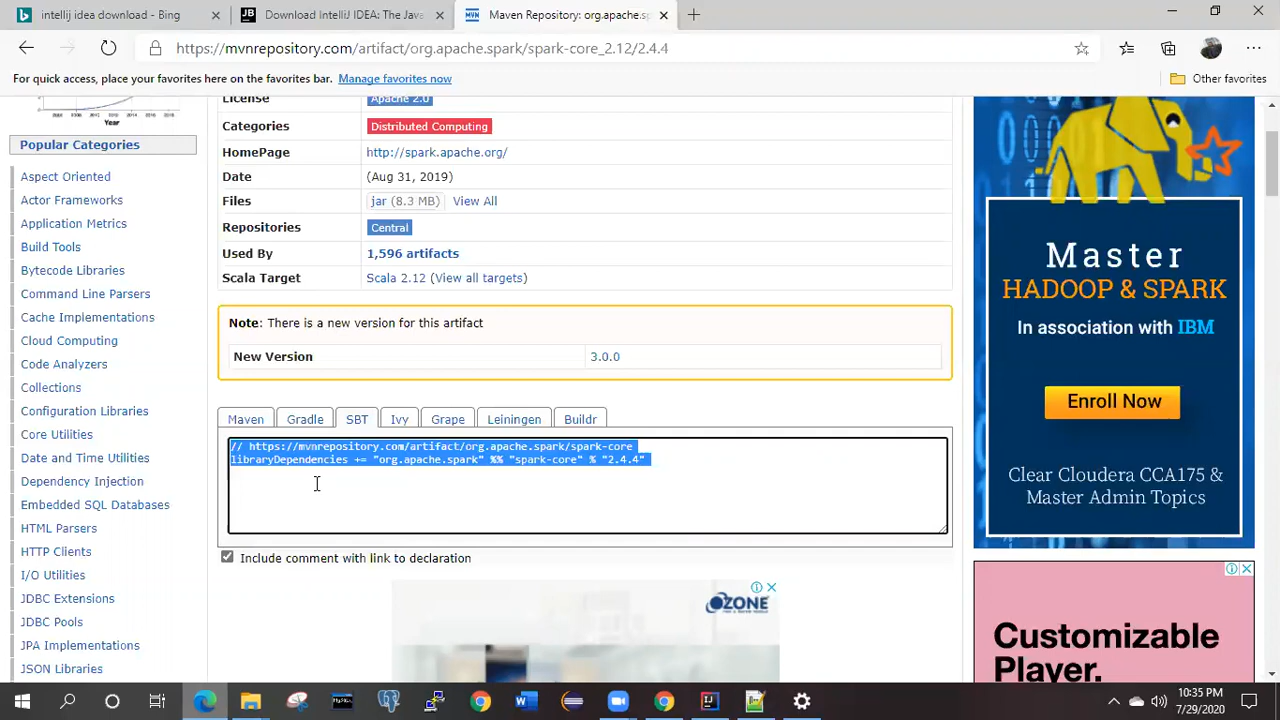 intellij idea download - Bing
Download IntelliJ IDEA: The Java
Maven Repository: org.apache.sp
https://mvnrepository.com/artifact/org.apache.spark/spark-core_2.12/2.4.4
For quick access, place your favorites here on the favorites bar. Manage favorites now
Other favorites
Year
Popular Categories
Aspect Oriented
Actor Frameworks
Application Metrics
Build Tools
Bytecode Libraries
Command Line Parsers
Cache Implementations
Cloud Computing
Code Analyzers
Collections
Configuration Libraries
Core Utilities
Date and Time Utilities
Dependency Injection
Embedded SQL Databases
HTML Parsers
HTTP Clients
I/O Utilities
JDBC Extensions
JDBC Pools
JPA Implementations
JSON Libraries
License Apache 2.0
Categories Distributed Computing
HomePage http://spark.apache.org/
Date (Aug 31, 2019)
Files jar (8.3 MB) View All
Repositories Central
Used By 1,596 artifacts
Scala Target Scala 2.12 (View all targets)
Note: There is a new version for this artifact
New Version 3.0.0
Maven Gradle SBT Ivy Grape Leiningen Buildr
// https://mvnrepository.com/artifact/org.apache.spark/spark-core
libraryDependencies += "org.apache.spark" %% "spark-core" % "2.4.4"
Include comment with link to declaration
OZONE
Master
HADOOP & SPARK
In association with IBM
Enroll Now
Clear Cloudera CCA175 &
Master Admin Topics
Customizable
Player.
10:35 PM
7/29/2020